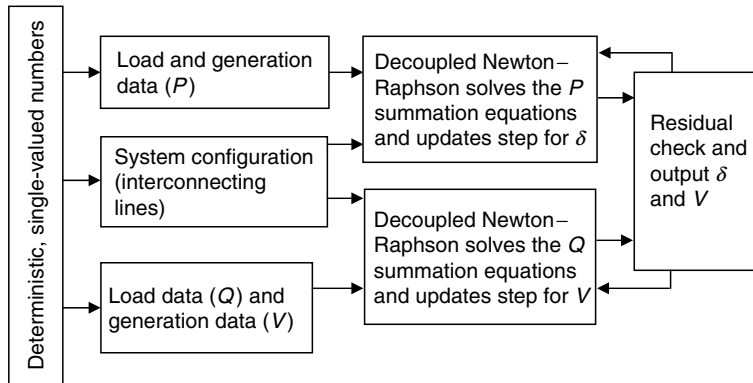 Deterministic, single-valued numbers
Load and generation
data (P)
System configuration
(interconnecting
lines)
Load data (Q) and
generation data (V)
Decoupled Newton–
Raphson solves the P
summation equations
and updates step for δ
Decoupled Newton–
Raphson solves the Q
summation equations
and updates step for V
Residual
check and
output δ
and V